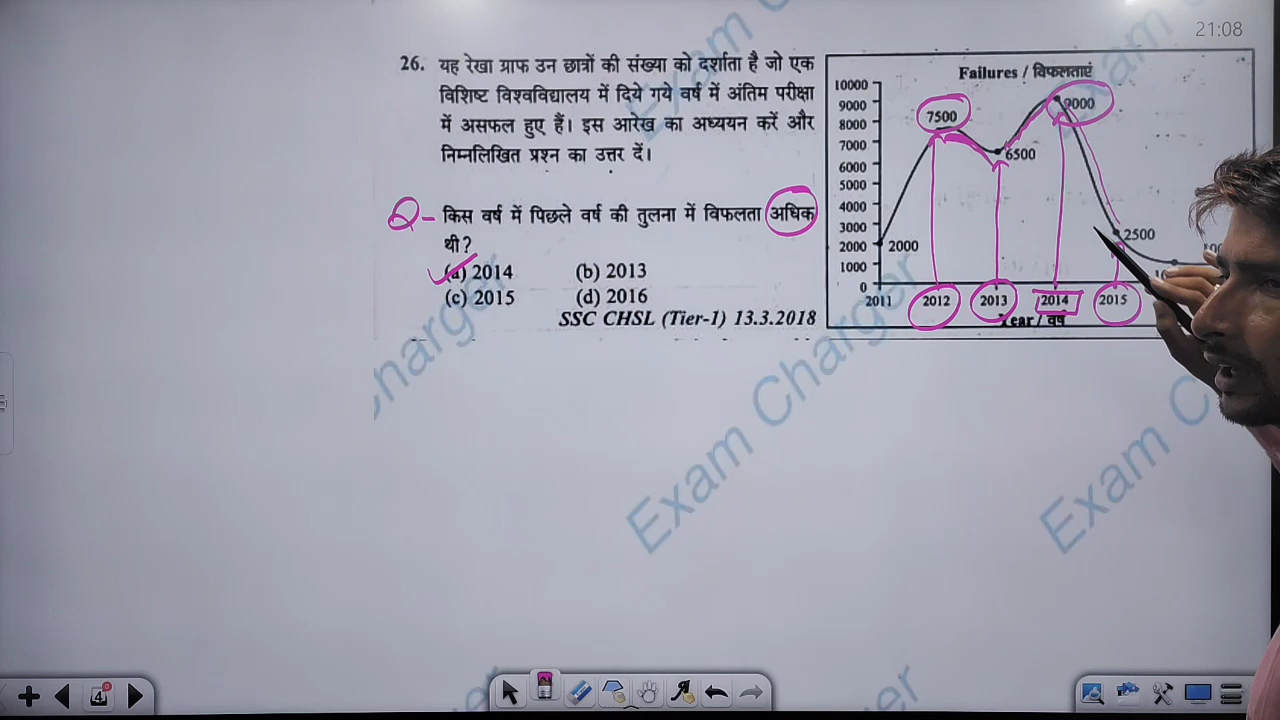 21:08
26. यह रेखा ग्राफ उन छात्रों की संख्या को दर्शाता है जो एक
विशिष्ट विश्वविद्यालय में दिये गये वर्ष में अंतिम परीक्षा
में असफल हुए हैं। इस आरेख का अध्ययन करें और
निम्नलिखित प्रश्न का उत्तर दें।
Q- किस वर्ष में पिछले वर्ष की तुलना में विफलता अधिक
थी?
(a) 2014 (b) 2013
(c) 2015 (d) 2016
SSC CHSL (Tier-1) 13.3.2018
Failures / विफलताएं
10000
9000
8000
7000
6000
5000
4000
3000
2000
1000
0
2000
7500
6500
9000
2500
2011 2012 2013 2014 2015
Year / वर्ष
Exam Charger
Exam Charger
4